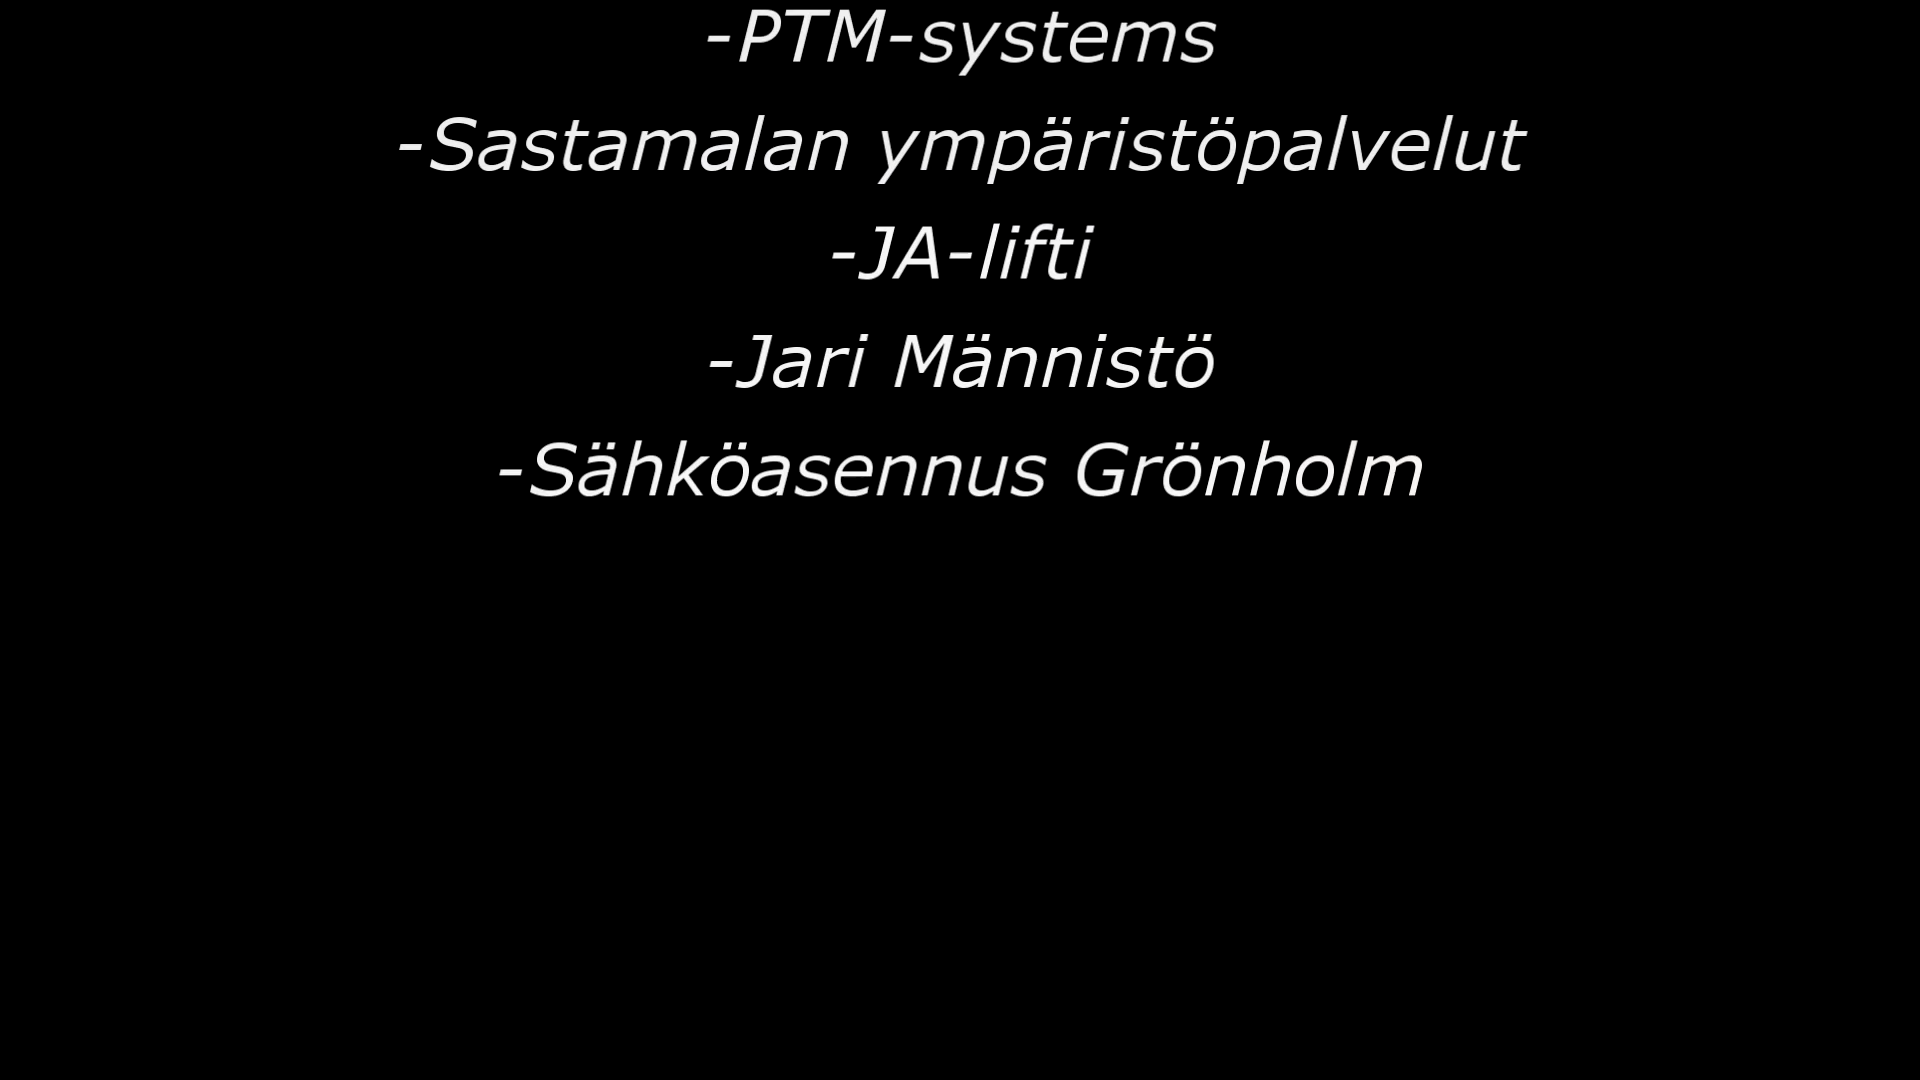 -PTM-systems
-Sastamalan ympäristöpalvelut
-JA-lifti
-Jari Männistö
-Sähköasennus Grönholm